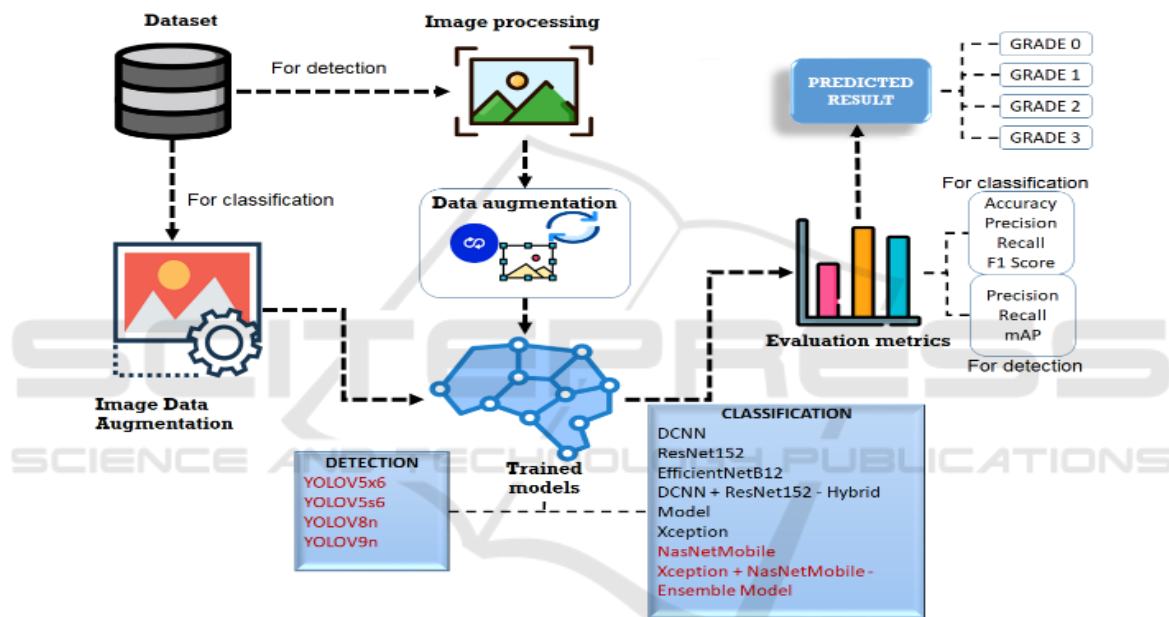 Dataset
Image processing
For detection
PREDICTED
RESULT
GRADE 0
GRADE 1
GRADE 2
GRADE 3
For classification
Data augmentation
For classification
Accuracy
Precision
Recall
F1 Score
Precision
Recall
mAP
For detection
Evaluation metrics
Image Data
Augmentation
Trained
models
DETECTION
YOLOV5x6
YOLOV5s6
YOLOV8n
YOLOV9n
CLASSIFICATION
DCNN
ResNet152
EfficientNetB12
DCNN + ResNet152 - Hybrid
Model
Xception
NasNetMobile
Xception + NasNetMobile -
Ensemble Model
SCITEPRESS
SCIENCE AND TECHNOLOGY PUBLICATIONS